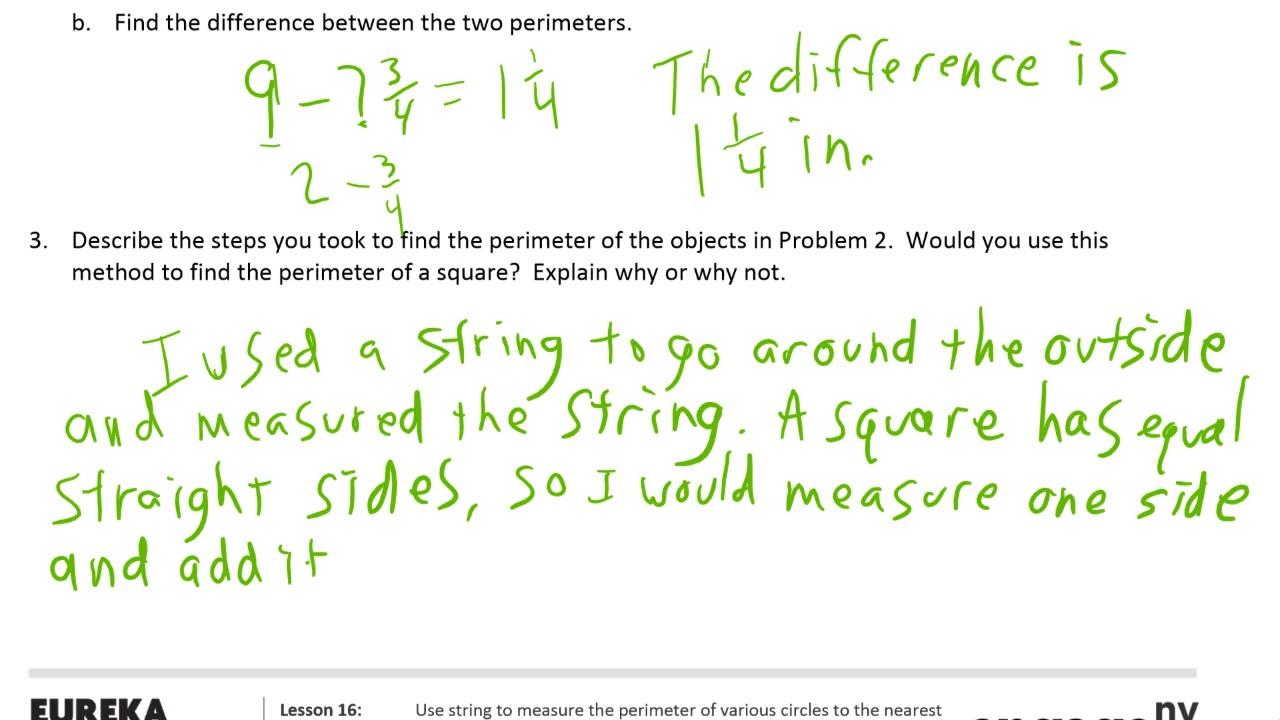 b. Find the difference between the two perimeters.
9 - 7 3/4 = 1 1/4
2 - 3/4
The difference is
1 1/4 in.
3. Describe the steps you took to find the perimeter of the objects in Problem 2. Would you use this
method to find the perimeter of a square? Explain why or why not.
I used a string to go around the outside
and measured the string. A square has equal
straight sides, so I would measure one side
and add it
EUREKA
Lesson 16:
Use string to measure the perimeter of various circles to the nearest
ny